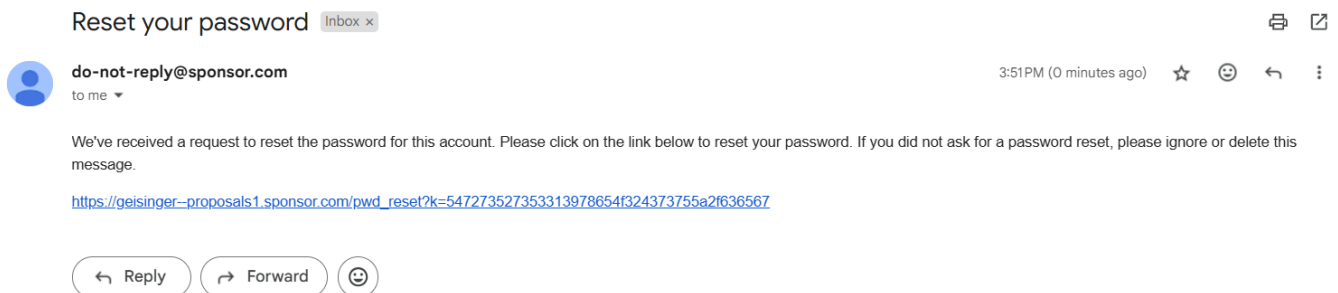 Reset your password Inbox ×
do-not-reply@sponsor.com 3:51 PM (0 minutes ago)
to me
We've received a request to reset the password for this account. Please click on the link below to reset your password. If you did not ask for a password reset, please ignore or delete this
message.
https://geisinger--proposals1.sponsor.com/pwd_reset?k=547273527353313978654f324373755a2f636567
Reply Forward